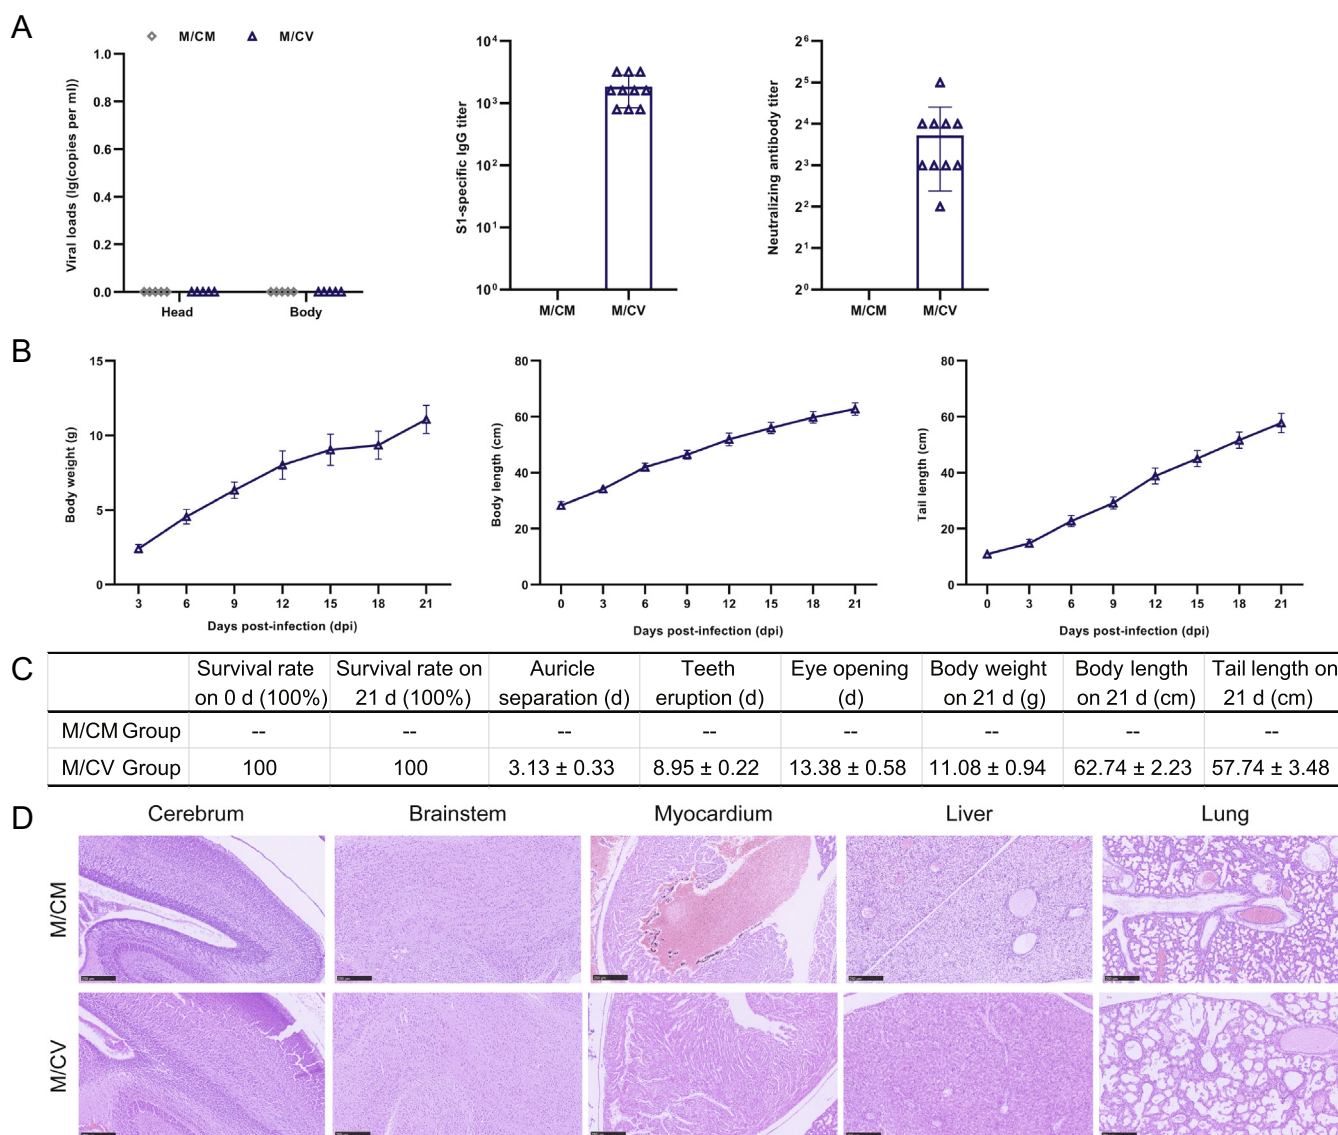 A
M/CM
M/CV
Viral loads (lg(copies per ml))
1.0
0.8
0.6
0.4
0.2
0.0
Head
Body
S1-specific IgG titer
10⁴
10³
10²
10¹
10⁰
M/CM
M/CV
Neutralizing antibody titer
2⁶
2⁵
2⁴
2³
2²
2¹
2⁰
M/CM
M/CV
B
Body weight (g)
15
10
5
0
3 6 9 12 15 18 21
Days post-infection (dpi)
Body length (cm)
80
60
40
20
0
0 3 6 9 12 15 18 21
Days post-infection (dpi)
Tail length (cm)
80
60
40
20
0
0 3 6 9 12 15 18 21
Days post-infection (dpi)
C
Survival rate on 0 d (100%) Survival rate on 21 d (100%) Auricle separation (d) Teeth eruption (d) Eye opening (d) Body weight on 21 d (g) Body length on 21 d (cm) Tail length on 21 d (cm)
M/CM Group -- -- -- -- -- -- -- --
M/CV Group 100 100 3.13 ± 0.33 8.95 ± 0.22 13.38 ± 0.58 11.08 ± 0.94 62.74 ± 2.23 57.74 ± 3.48
D
Cerebrum Brainstem Myocardium Liver Lung
M/CM
M/CV